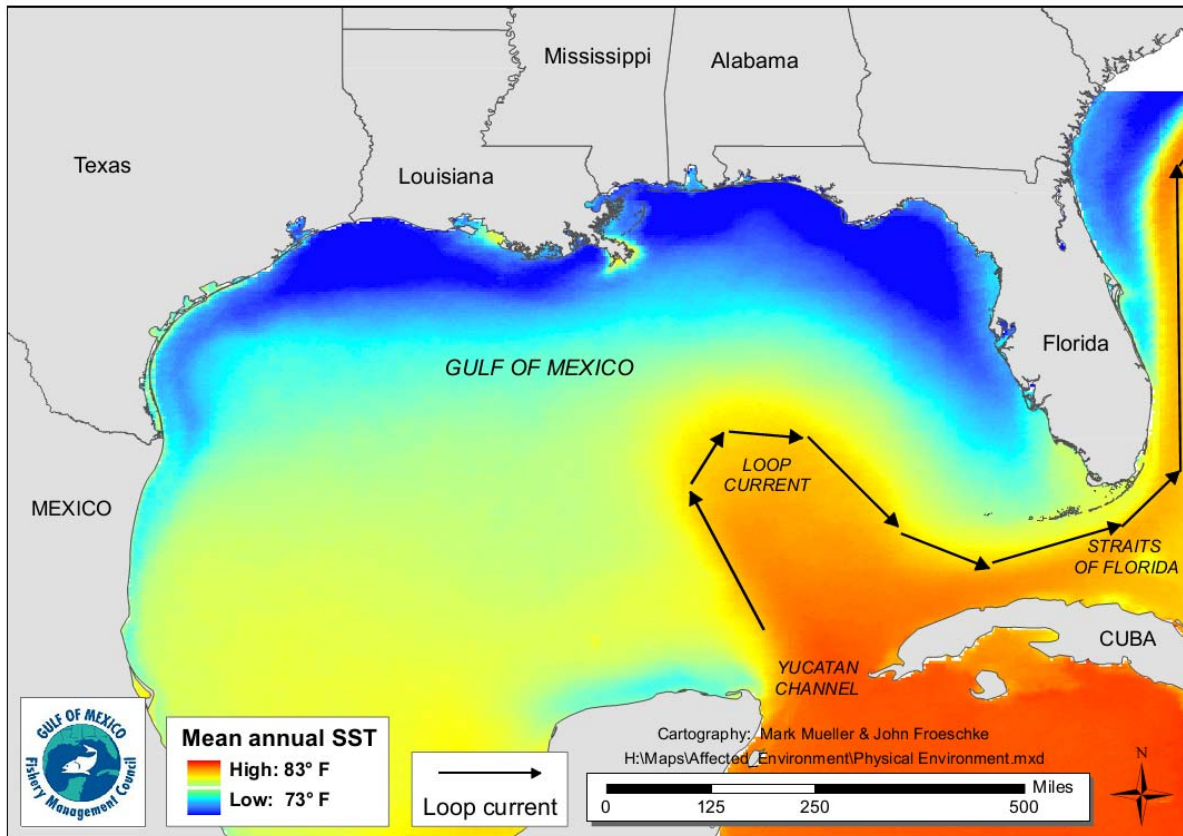 Mississippi
Alabama
Texas
Louisiana
GULF OF MEXICO
Florida
LOOP
CURRENT
MEXICO
STRAITS
OF FLORIDA
CUBA
YUCATAN
CHANNEL
GULF OF MEXICO
Fishery Management Council
Mean annual SST
High: 83° F
Low: 73° F
Loop current
Cartography: Mark Mueller & John Froeschke
H:\Maps\Affected_Environment\Physical Environment.mxd
Miles
0 125 250 500
N